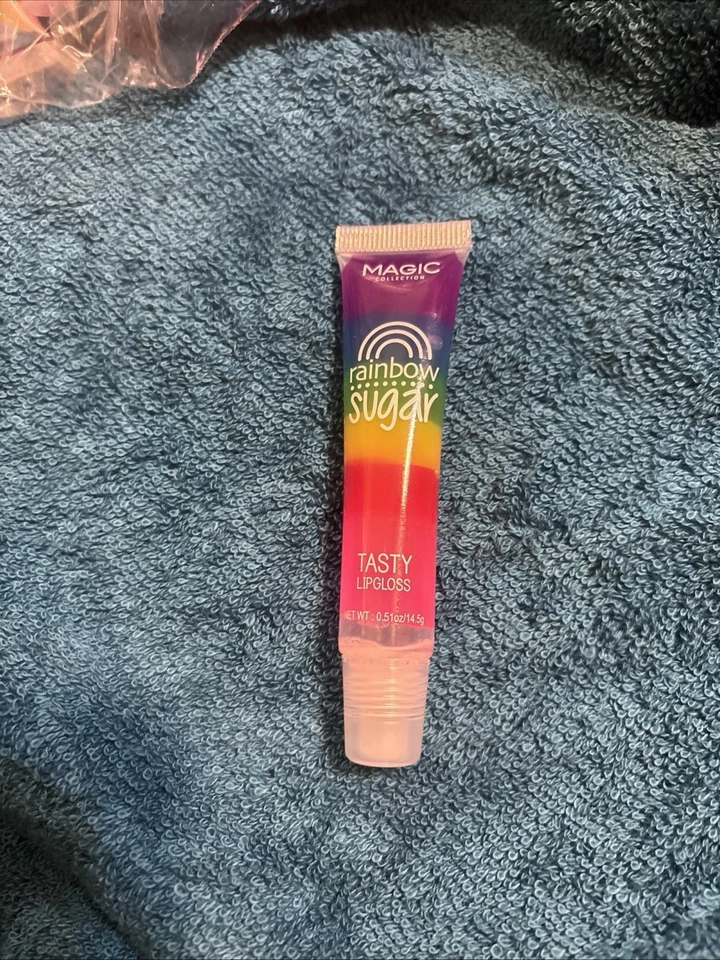 MAGIC
COLLECTION
rainbow
sugar
TASTY
LIPGLOSS
NET WT : 0.51oz/14.5g